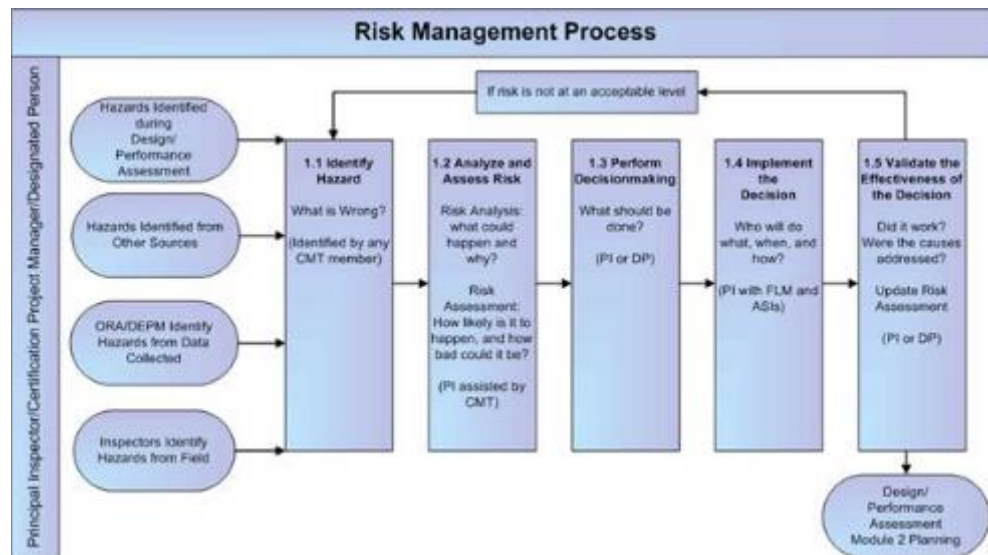 Risk Management Process
Principal Inspector/Certification Project Manager/Designated Person
If risk is not at an acceptable level
Hazards Identified
during
Design/
Performance
Assessment
Hazards Identified from
Other Sources
ORA/DEPM Identify
Hazards from Data
Collected
Inspectors Identify
Hazards from Field
1.1 Identify
Hazard
What is Wrong?
(Identified by any
CMT member)
1.2 Analyze and
Assess Risk
Risk Analysis:
what could
happen and
why?
Risk
Assessment:
How likely is it to
happen, and how
bad could it be?
(PI assisted by
CMT)
1.3 Perform
Decisionmaking
What should be
done?
(PI or DP)
1.4 Implement
the
Decision
Who will do
what, when, and
how?
(PI with FLM and
ASIs)
1.5 Validate the
Effectiveness of
the Decision
Did it work?
Were the causes
addressed?
Update Risk
Assessment
(PI or DP)
Design/
Performance
Assessment
Module 2 Planning